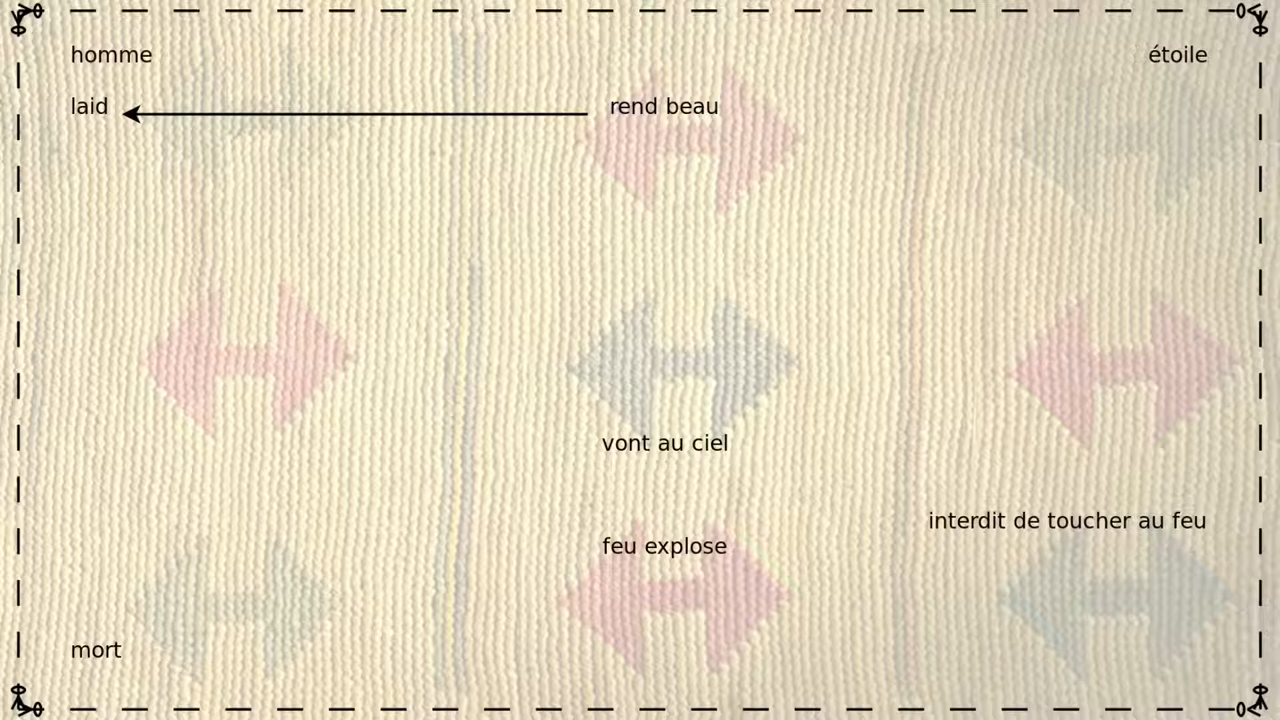 homme
étoile
laid
rend beau
vont au ciel
interdit de toucher au feu
feu explose
mort